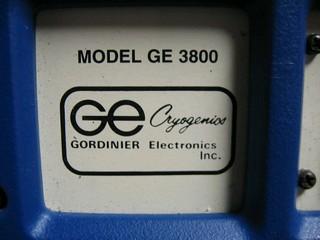 MODEL GE 3800
GE Cryogenics
GORDINIER Electronics
Inc.